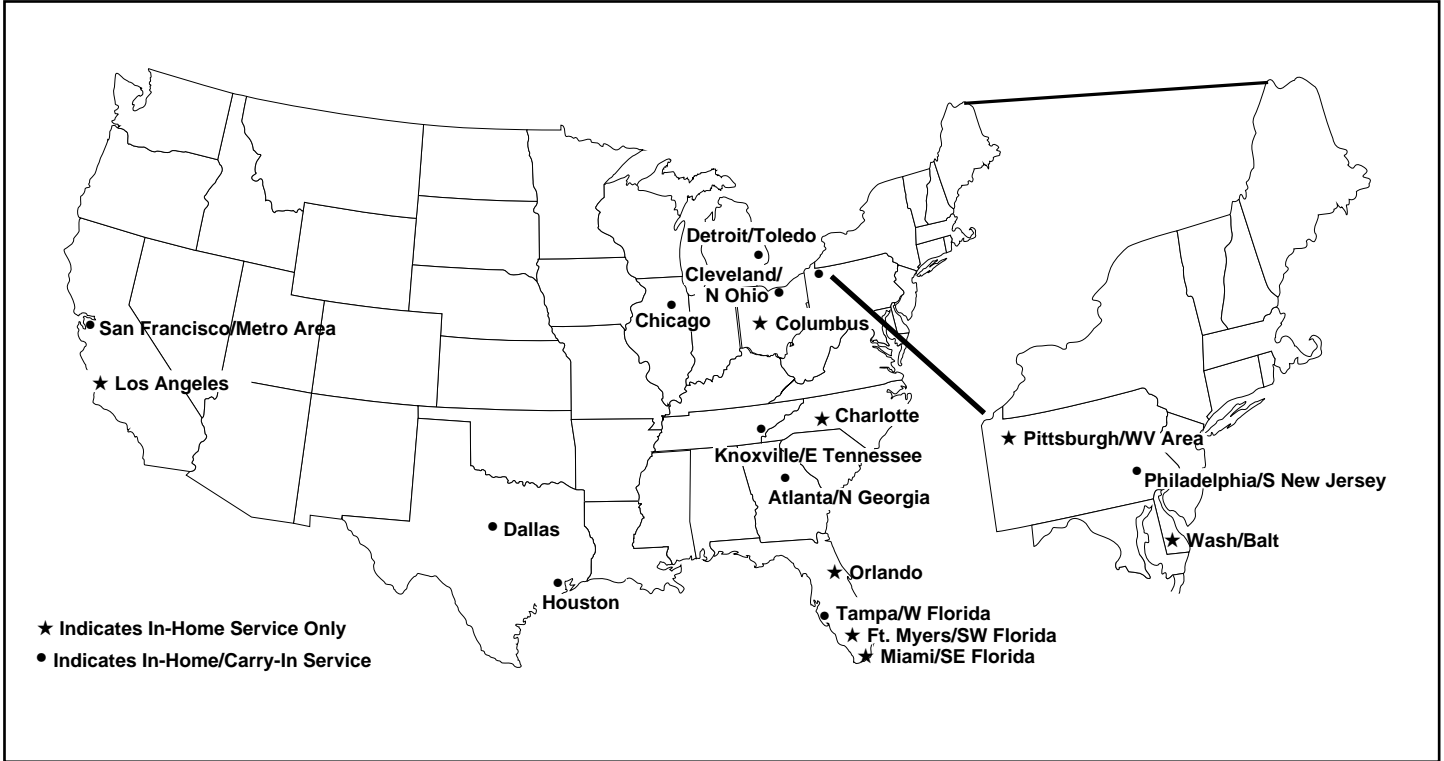 Detroit/Toledo
Cleveland/
N Ohio
Chicago
★ Columbus
San Francisco/Metro Area
★ Los Angeles
★ Charlotte
Knoxville/E Tennessee
Atlanta/N Georgia
★ Pittsburgh/WV Area
Philadelphia/S New Jersey
★ Wash/Balt
Dallas
Houston
★ Orlando
Tampa/W Florida
★ Ft. Myers/SW Florida
★ Miami/SE Florida
★ Indicates In-Home Service Only
● Indicates In-Home/Carry-In Service